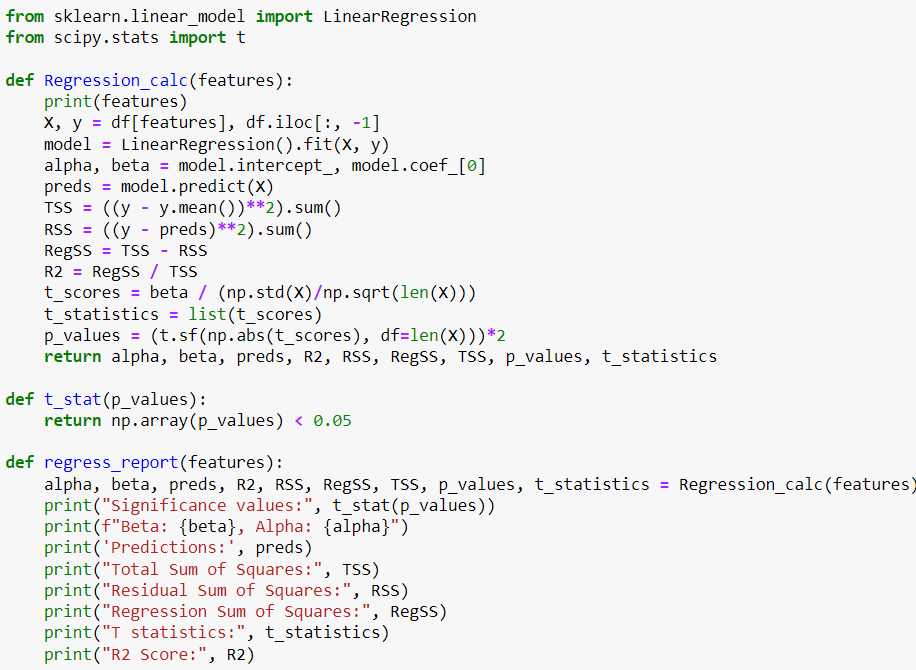 from sklearn.linear_model import LinearRegression
from scipy.stats import t

def Regression_calc(features):
    print(features)
    X, y = df[features], df.iloc[:, -1]
    model = LinearRegression().fit(X, y)
    alpha, beta = model.intercept_, model.coef_[0]
    preds = model.predict(X)
    TSS = ((y - y.mean())**2).sum()
    RSS = ((y - preds)**2).sum()
    RegSS = TSS - RSS
    R2 = RegSS / TSS
    t_scores = beta / (np.std(X)/np.sqrt(len(X)))
    t_statistics = list(t_scores)
    p_values = (t.sf(np.abs(t_scores), df=len(X)))*2
    return alpha, beta, preds, R2, RSS, RegSS, TSS, p_values, t_statistics

def t_stat(p_values):
    return np.array(p_values) < 0.05

def regress_report(features):
    alpha, beta, preds, R2, RSS, RegSS, TSS, p_values, t_statistics = Regression_calc(features)
    print("Significance values:", t_stat(p_values))
    print(f"Beta: {beta}, Alpha: {alpha}")
    print('Predictions:', preds)
    print("Total Sum of Squares:", TSS)
    print("Residual Sum of Squares:", RSS)
    print("Regression Sum of Squares:", RegSS)
    print("T statistics:", t_statistics)
    print("R2 Score:", R2)